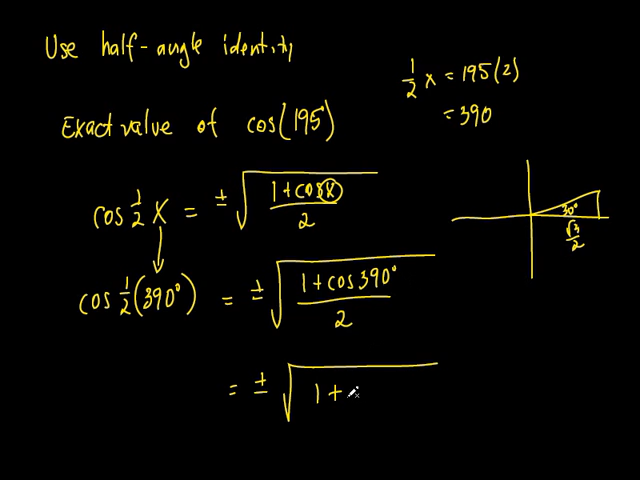 Use half-angle identity
1/2 x = 195(2)
= 390
Exact value of cos(195°)
cos 1/2 x = ± √((1 + cos x)/2)
30°
√3/2
cos 1/2 (390°) = ± √((1 + cos 390°)/2)
= ± √(1 +